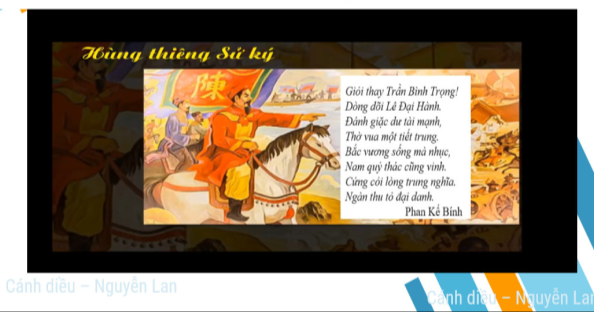 Hùng thiêng Sử ký
陳
Giỏi thay Trần Bình Trọng!
Dòng dõi Lê Đại Hành.
Đánh giặc dư tài mạnh,
Thờ vua một tiết trung.
Bắc vương sống mà nhục,
Nam quỷ thác cũng vinh.
Cứng cỏi lòng trung nghĩa.
Ngàn thu tỏ đại danh.
Phan Kế Bính
Cánh diều – Nguyễn Lan
Cánh diều – Nguyễn Lan